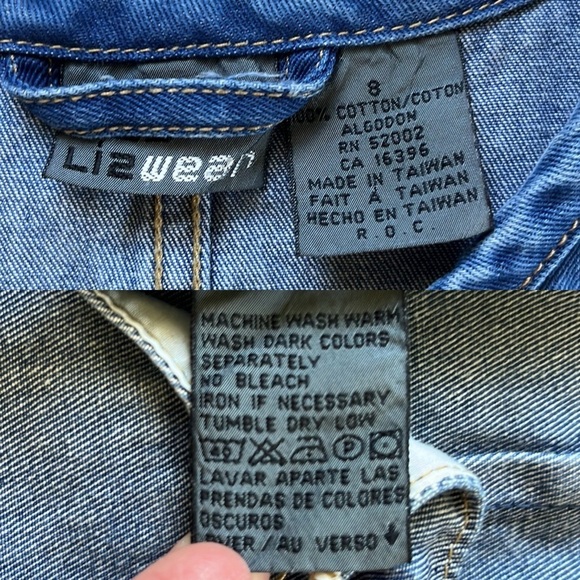 Lizwear
8
100% COTTON/COTON
ALGODON
RN 52002
CA 16396
MADE IN TAIWAN
FAIT À TAIWAN
HECHO EN TAIWAN
R.O.C.
MACHINE WASH WARM
WASH DARK COLORS
SEPARATELY
NO BLEACH
IRON IF NECESSARY
TUMBLE DRY LOW
40 P
LAVAR APARTE LAS
PRENDAS DE COLORES
OSCUROS
OVER/AU VERSO